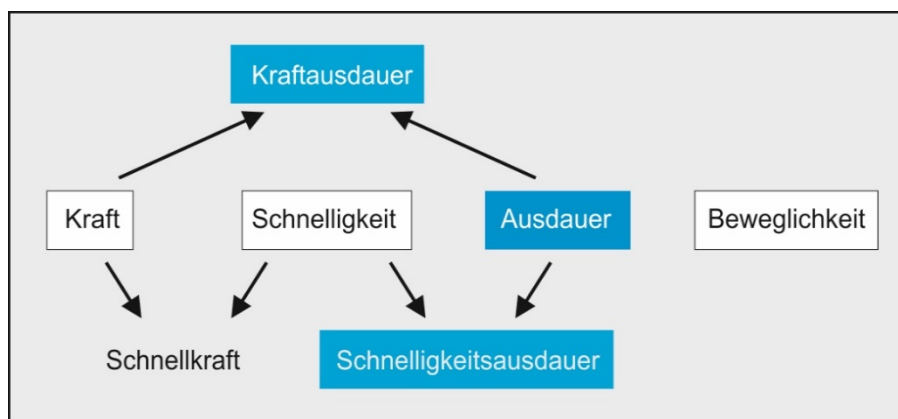 Kraftausdauer
Kraft
Schnelligkeit
Ausdauer
Beweglichkeit
Schnellkraft
Schnelligkeitsausdauer